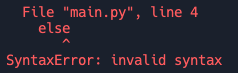 File "main.py", line 4
else
^
SyntaxError: invalid syntax